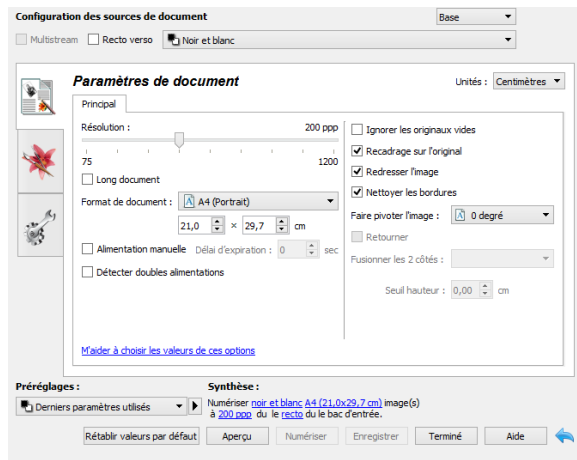 Configuration des sources de document
Base
Multistream
Recto verso
Noir et blanc
Paramètres de document
Unités :
Centimètres
Principal
Résolution :
200 ppp
75
1200
Long document
Format de document :
A4 (Portrait)
21,0 × 29,7 cm
Alimentation manuelle
Délai d'expiration : 0 sec
Détecter doubles alimentations
M'aider à choisir les valeurs de ces options
Ignorer les originaux vides
Recadrage sur l'original
Redresser l'image
Nettoyer les bordures
Faire pivoter l'image :
0 degré
Retourner
Fusionner les 2 côtés :
Seuil hauteur : 0,00 cm
Préréglages :
Derniers paramètres utilisés
Synthèse :
Numériser noir et blanc A4 (21,0x29,7 cm) image(s)
à 200 ppp du le recto du le bac d'entrée.
Rétablir valeurs par défaut
Aperçu
Numériser
Enregistrer
Terminé
Aide